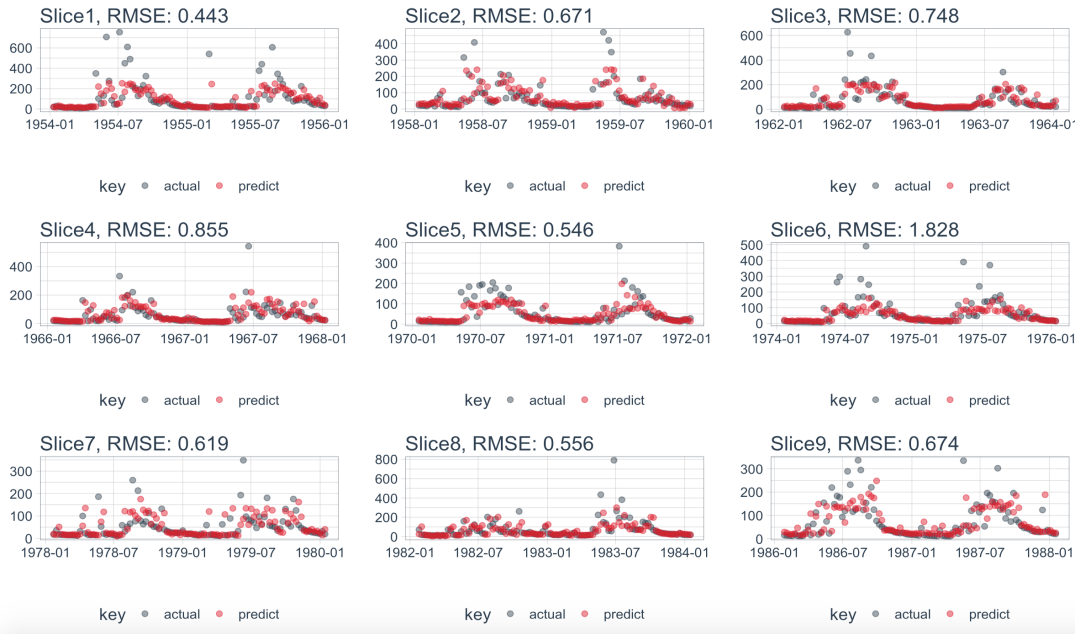 Slice1, RMSE: 0.443
600
400
200
0
1954-01 1954-07 1955-01 1955-07 1956-01
key actual predict
Slice2, RMSE: 0.671
400
300
200
100
0
1958-01 1958-07 1959-01 1959-07 1960-01
key actual predict
Slice3, RMSE: 0.748
600
400
200
0
1962-01 1962-07 1963-01 1963-07 1964-01
key actual predict
Slice4, RMSE: 0.855
400
200
0
1966-01 1966-07 1967-01 1967-07 1968-01
key actual predict
Slice5, RMSE: 0.546
400
300
200
100
0
1970-01 1970-07 1971-01 1971-07 1972-01
key actual predict
Slice6, RMSE: 1.828
500
400
300
200
100
0
1974-01 1974-07 1975-01 1975-07 1976-01
key actual predict
Slice7, RMSE: 0.619
300
200
100
0
1978-01 1978-07 1979-01 1979-07 1980-01
key actual predict
Slice8, RMSE: 0.556
800
600
400
200
0
1982-01 1982-07 1983-01 1983-07 1984-01
key actual predict
Slice9, RMSE: 0.674
300
200
100
0
1986-01 1986-07 1987-01 1987-07 1988-01
key actual predict